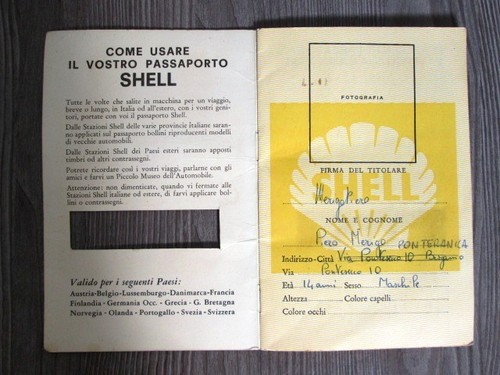 COME USARE
IL VOSTRO PASSAPORTO
SHELL
Tutte le volte che salite in macchina per un viaggio,
breve o lungo, in Italia od all'estero, con i vostri geni-
tori, portate con voi il passaporto Shell.
Dalle Stazioni Shell delle varie provincie italiane saran-
no applicati sul passaporto bollini riproducenti modelli
di vecchie automobili.
Dalle Stazioni Shell dei Paesi esteri saranno apposti
timbri od altri contrassegni.
Potrete ricordare così i vostri viaggi, parlarne con gli
amici e farvi un Piccolo Museo dell'Automobile.
Attenzione: non dimenticate, quando vi fermate alle
Stazioni Shell italiane od estere, di farvi applicare bol-
lini o contrassegni.
Valido per i seguenti Paesi:
Austria-Belgio-Lussemburgo-Danimarca-Francia
Finlandia - Germania Occ. - Grecia - G. Bretagna
Norvegia - Olanda - Portogallo - Svezia - Svizzera
FOTOGRAFIA
SHELL
FIRMA DEL TITOLARE
NOME E COGNOME
Piero PONTERANICA
Indirizzo-Città Via Pontesecco 10 Bergamo
Via Pontesecco 10
Età 14 anni Sesso Maschile
Altezza Colore capelli
Colore occhi